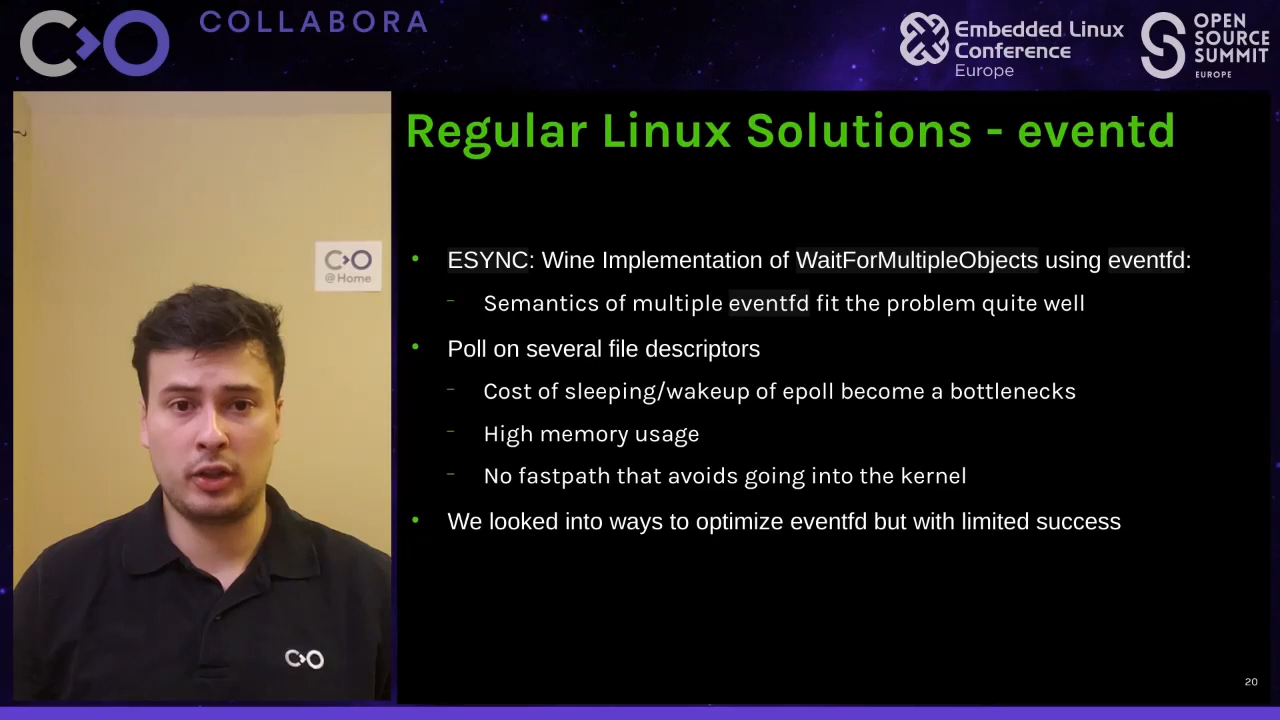 COLLABORA
Embedded Linux
Conference
Europe
OPEN
SOURCE
SUMMIT
EUROPE
Regular Linux Solutions - eventd
C>O
@Home
• ESYNC: Wine Implementation of WaitForMultipleObjects using eventfd:
– Semantics of multiple eventfd fit the problem quite well
• Poll on several file descriptors
– Cost of sleeping/wakeup of epoll become a bottlenecks
– High memory usage
– No fastpath that avoids going into the kernel
• We looked into ways to optimize eventfd but with limited success
20